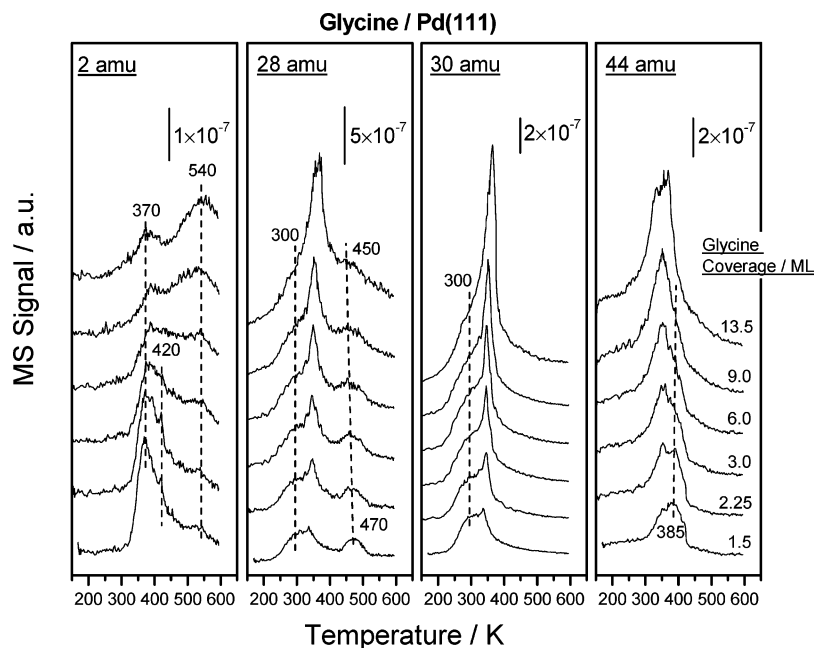 Glycine / Pd(111)
2 amu
28 amu
30 amu
44 amu
1×10⁻⁷
5×10⁻⁷
2×10⁻⁷
2×10⁻⁷
540
370
420
300
450
470
300
385
Glycine
Coverage / ML
13.5
9.0
6.0
3.0
2.25
1.5
MS Signal / a.u.
200 300 400 500 600
200 300 400 500 600
200 300 400 500 600
200 300 400 500 600
Temperature / K